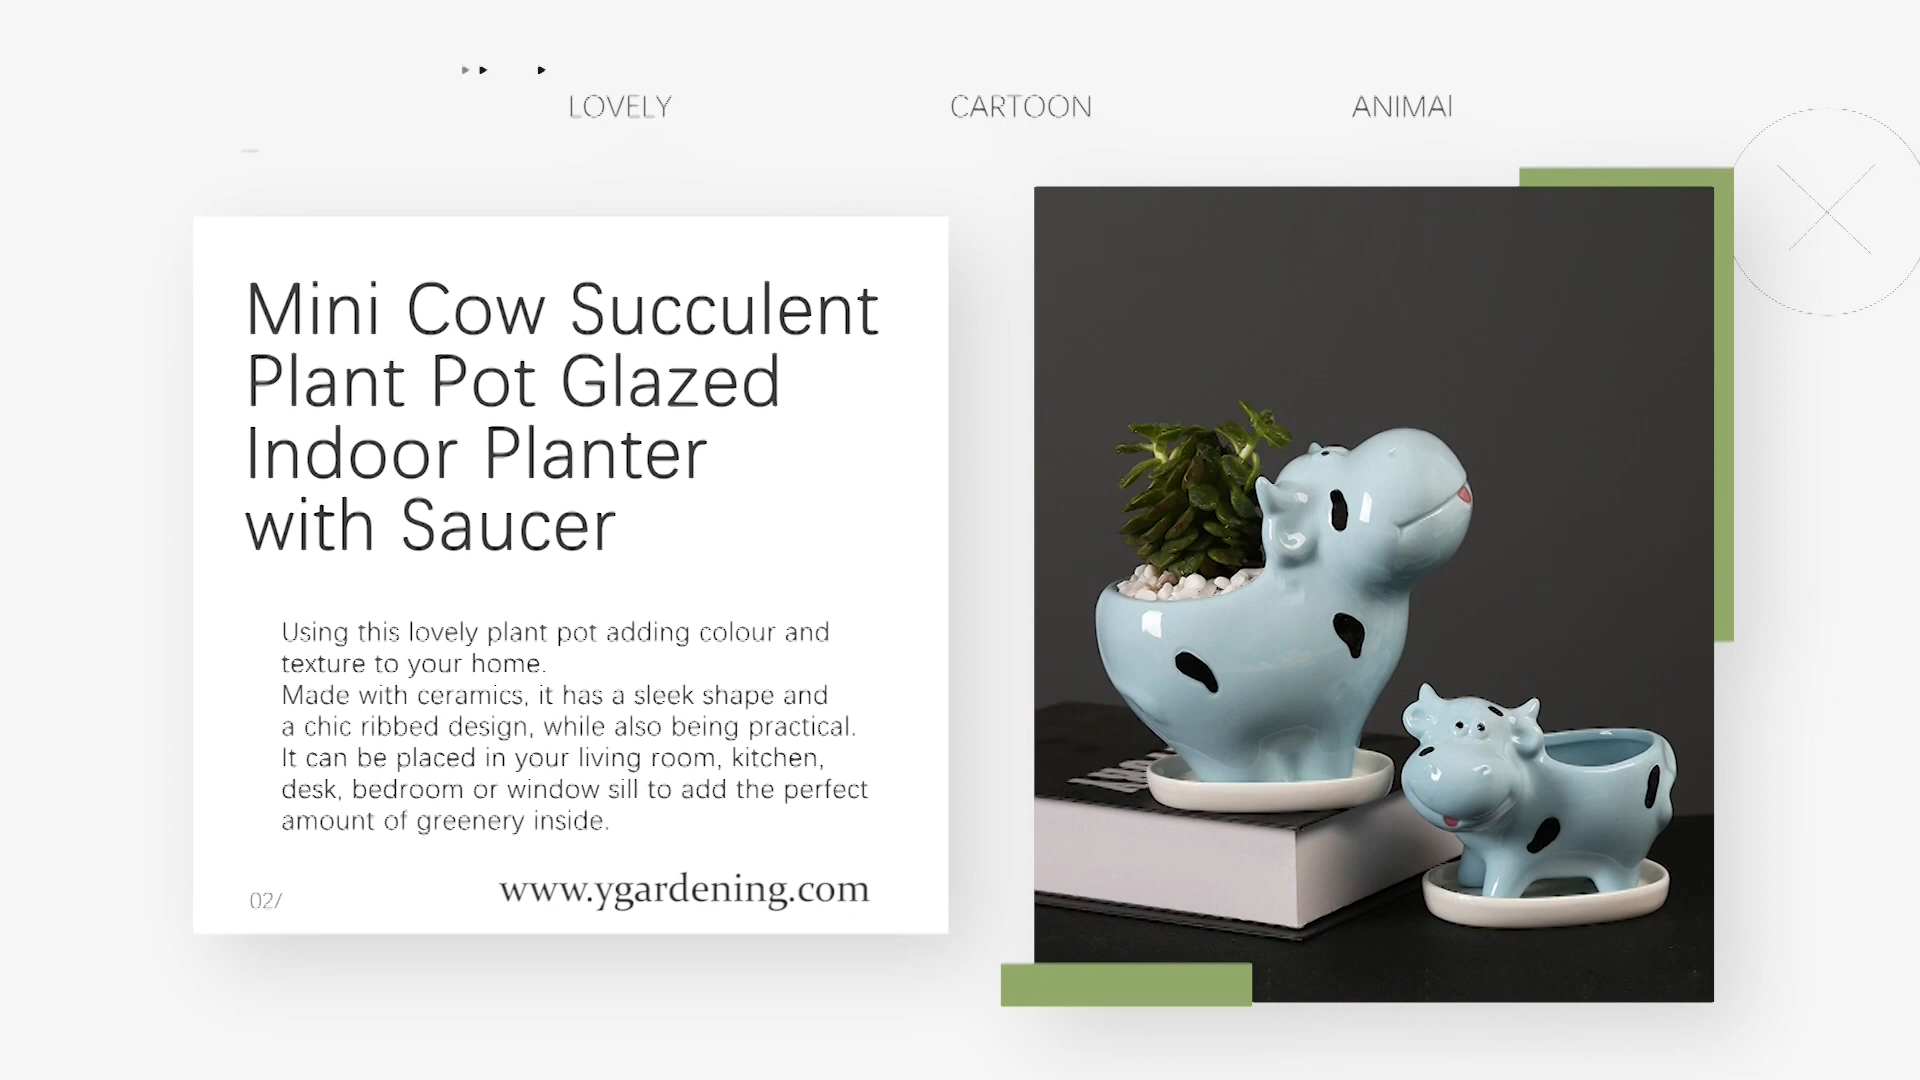 LOVELY
CARTOON
ANIMAl
Mini Cow Succulent
Plant Pot Glazed
Indoor Planter
with Saucer
Using this lovely plant pot adding colour and
texture to your home.
Made with ceramics, it has a sleek shape and
a chic ribbed design, while also being practical.
It can be placed in your living room, kitchen,
desk, bedroom or window sill to add the perfect
amount of greenery inside.
02/
www.ygardening.com